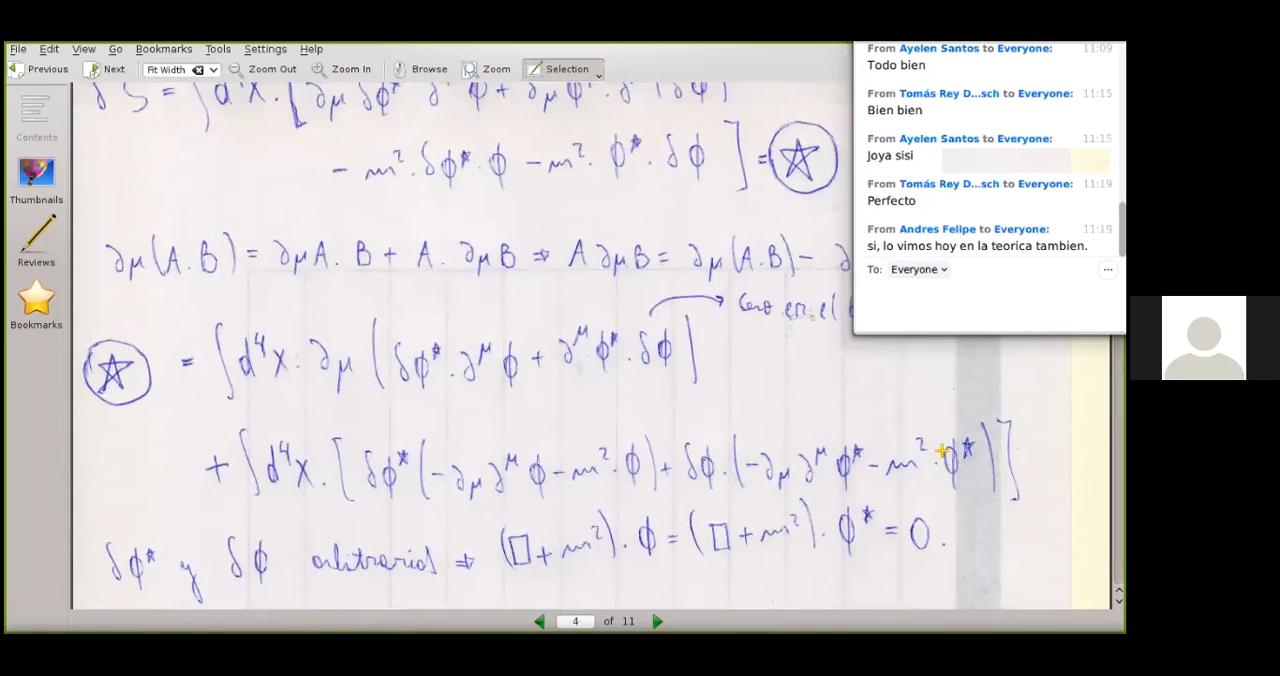 File Edit View Go Bookmarks Tools Settings Help
Previous Next Fit Width Zoom Out Zoom In Browse Zoom Selection
Contents
Thumbnails
Reviews
Bookmarks
δS = ∫d⁴x. [∂μ δφ* ∂ φ + ∂μ φ*. ∂ (δφ)
- m². δφ*. φ - m². φ*. δφ ] = ☆
∂μ(A.B) = ∂μA. B + A. ∂μB ⇒ A ∂μB = ∂μ(A.B) - ∂
Cero en el
☆ = ∫d⁴x. ∂μ (δφ*. ∂^μ φ + ∂^μ φ*. δφ]
+ ∫d⁴x. [δφ*(-∂μ ∂^μ φ - m². φ) + δφ. (-∂μ ∂^μ φ* - m². φ*)]
δφ* y δφ arbitrarios ⇒ (□ + m²). φ = (□ + m²). φ* = 0.
4 of 11
From Ayelen Santos to Everyone: 11:09
Todo bien
From Tomás Rey D...sch to Everyone: 11:15
Bien bien
From Ayelen Santos to Everyone: 11:15
Joya sisi
From Tomás Rey D...sch to Everyone: 11:19
Perfecto
From Andres Felipe to Everyone: 11:19
si, lo vimos hoy en la teorica tambien.
To: Everyone